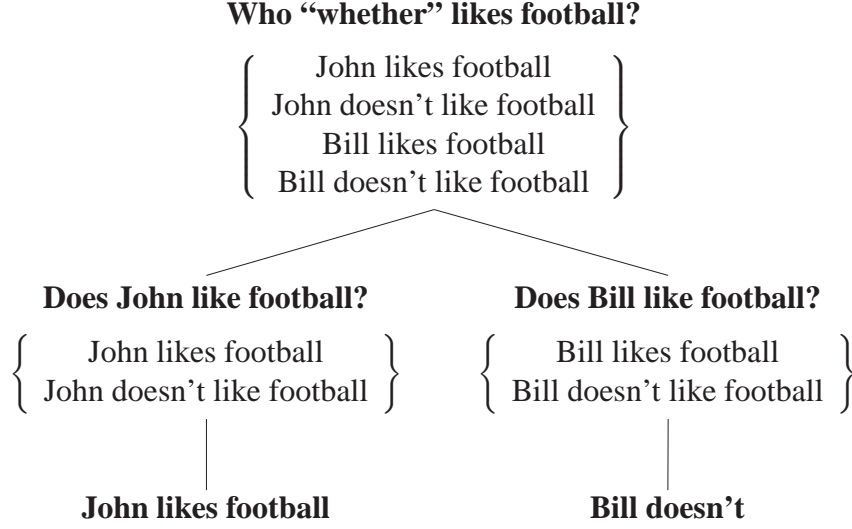 Who “whether” likes football?
John likes football
John doesn’t like football
Bill likes football
Bill doesn’t like football
Does John like football?
John likes football
John doesn’t like football
Does Bill like football?
Bill likes football
Bill doesn’t like football
John likes football
Bill doesn’t